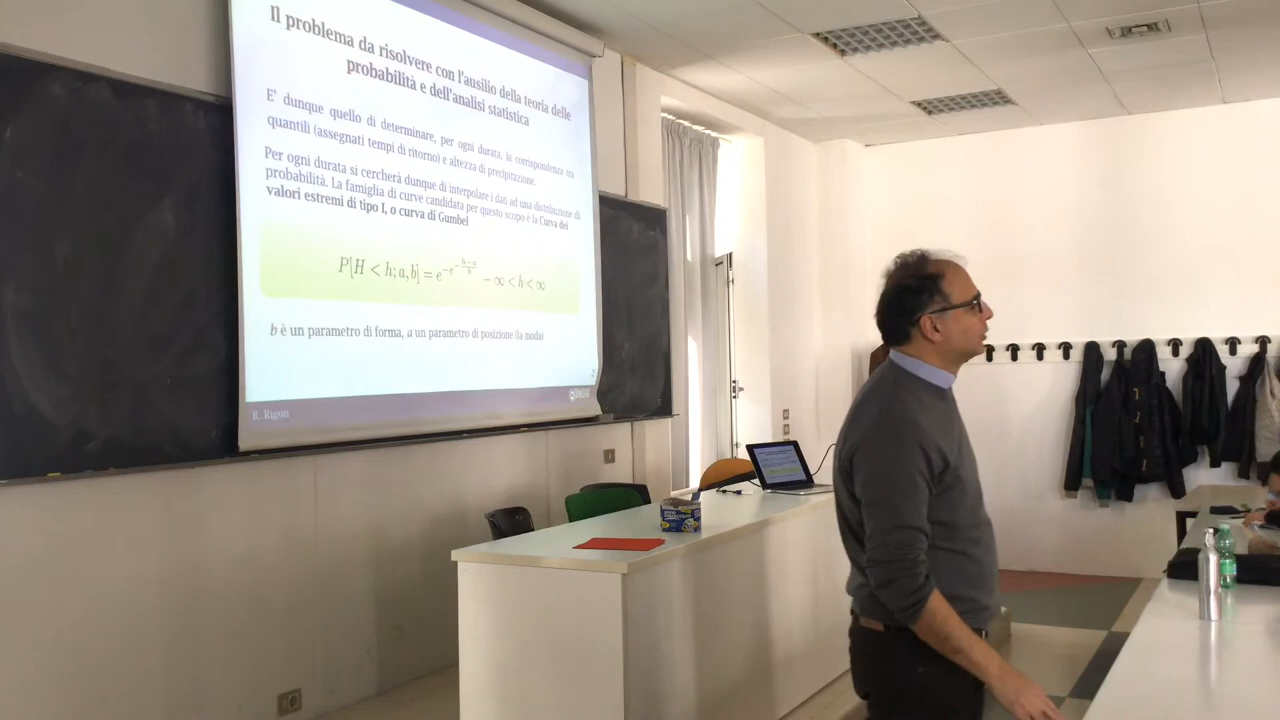 Il problema da risolvere con l'ausilio della teoria delle
probabilità e dell'analisi statistica
E' dunque quello di determinare, per ogni durata, la corrispondenza tra
quantili (assegnati tempi di ritorno) e altezza di precipitazione.
Per ogni durata si cercherà dunque di interpolare i dati ad una distribuzione di
probabilità. La famiglia di curve candidata per questo scopo è la Curva dei
valori estremi di tipo I, o curva di Gumbel
P[H < h; a, b] = e^{-e^{-\frac{h-a}{b}}} - ∞ < h < ∞
b è un parametro di forma, a un parametro di posizione (la moda)
2
R. Rigon